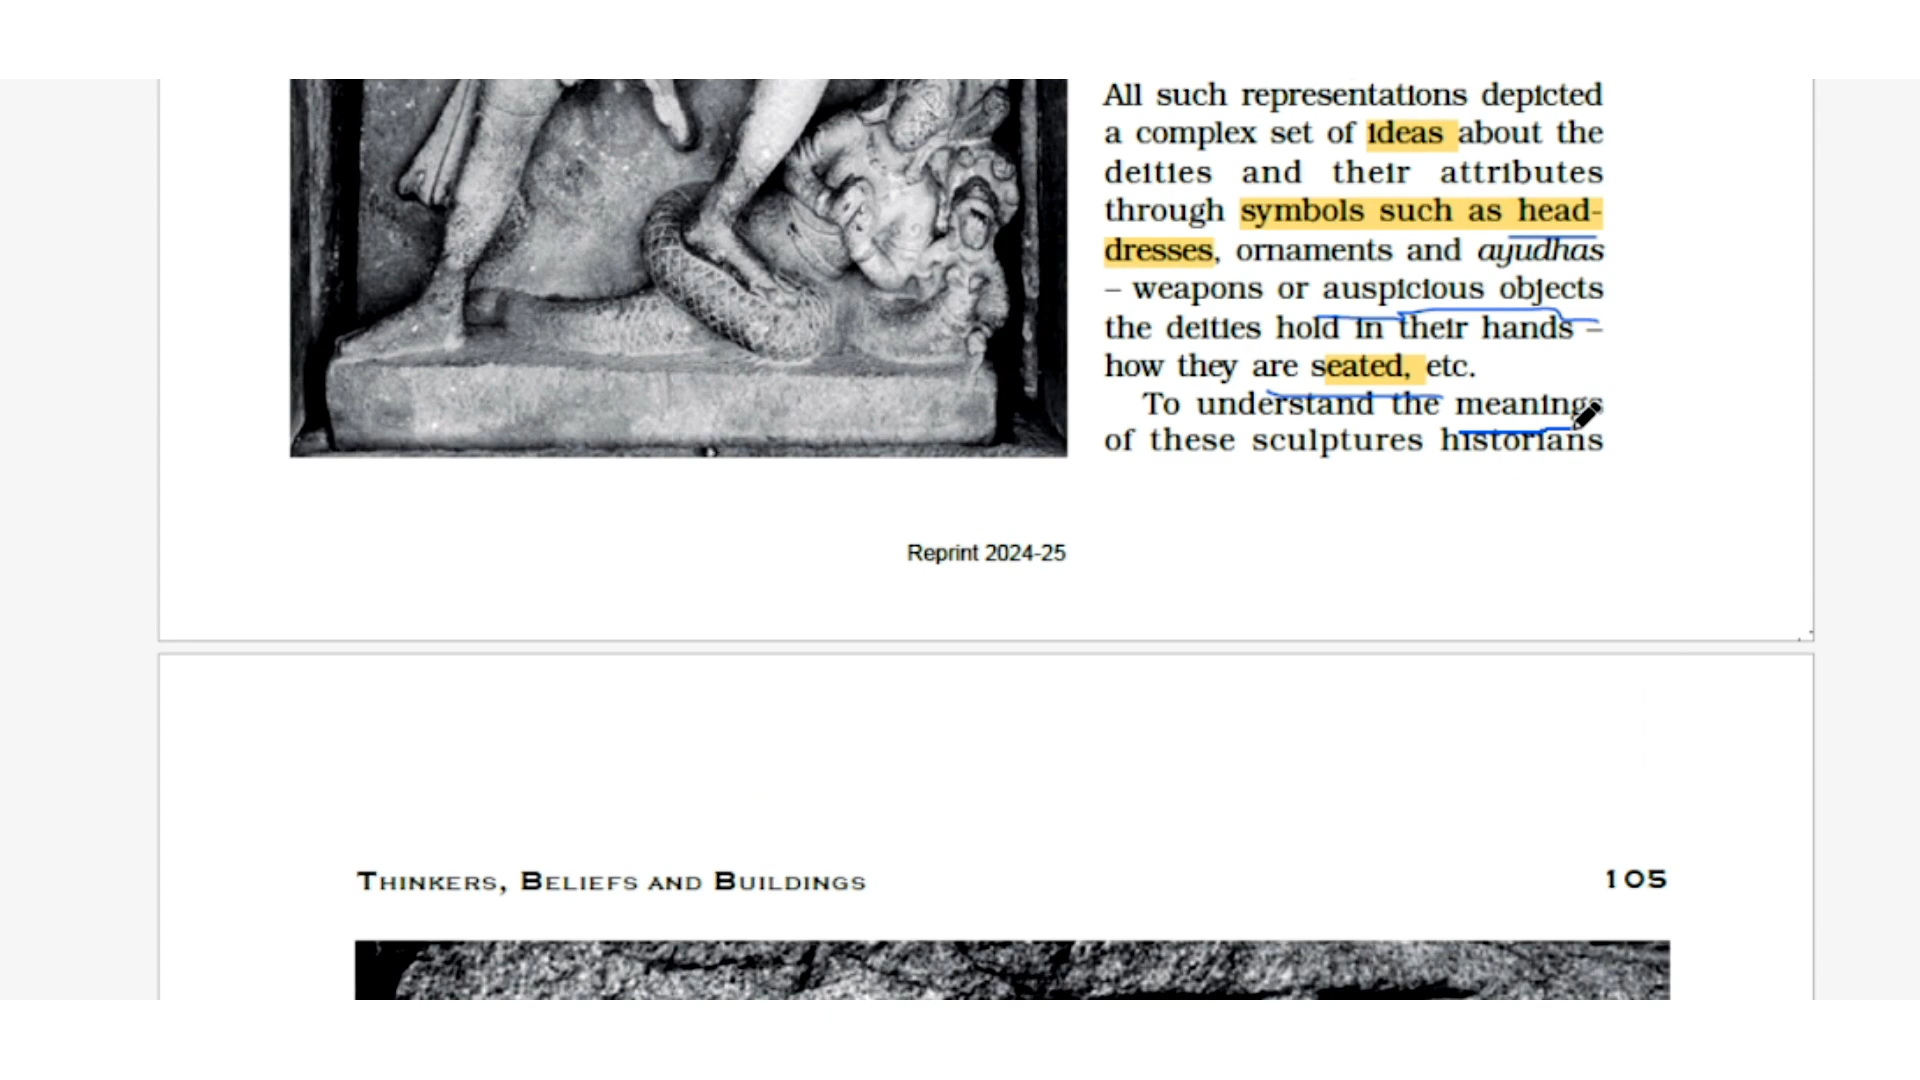 All such representations depicted
a complex set of ideas about the
deities and their attributes
through symbols such as head-
dresses, ornaments and ayudhas
– weapons or auspicious objects
the deities hold in their hands –
how they are seated, etc.
To understand the meanings
of these sculptures historians
Reprint 2024-25
THINKERS, BELIEFS AND BUILDINGS 105